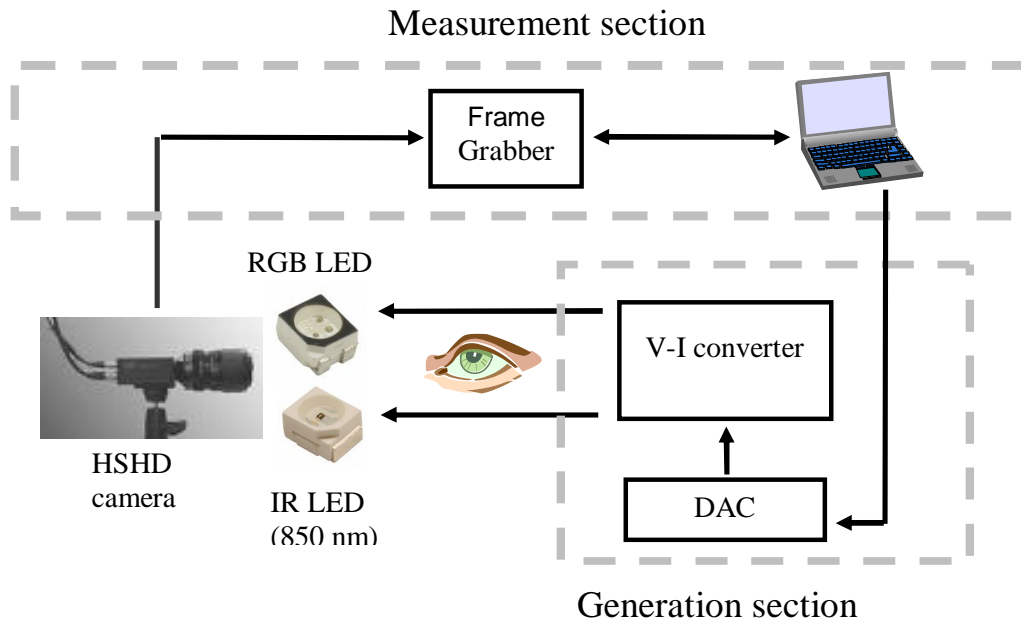 Measurement section
Frame
Grabber
RGB LED
V-I converter
HSHD
camera
IR LED
(850 nm)
DAC
Generation section